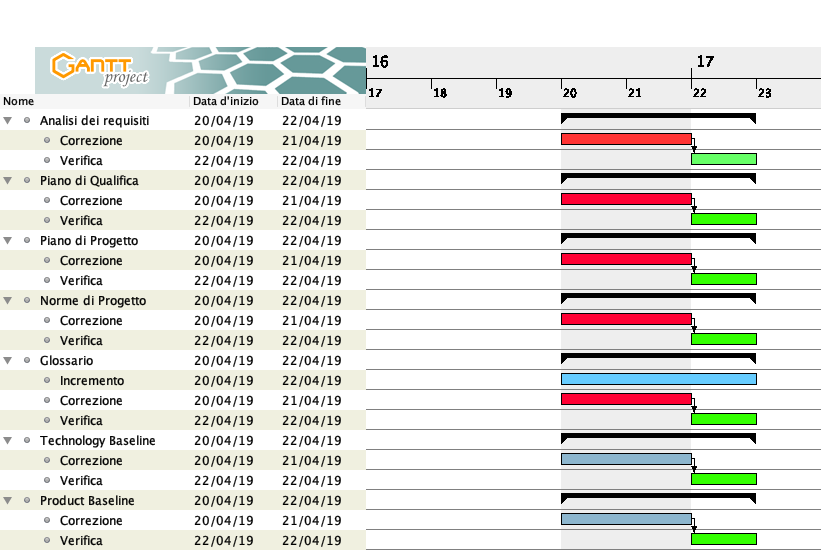 GANTT project
16 17
17 18 19 20 21 22 23
Nome Data d'inizio Data di fine
Analisi dei requisiti 20/04/19 22/04/19
Correzione 20/04/19 21/04/19
Verifica 22/04/19 22/04/19
Piano di Qualifica 20/04/19 22/04/19
Correzione 20/04/19 21/04/19
Verifica 22/04/19 22/04/19
Piano di Progetto 20/04/19 22/04/19
Correzione 20/04/19 21/04/19
Verifica 22/04/19 22/04/19
Norme di Progetto 20/04/19 22/04/19
Correzione 20/04/19 21/04/19
Verifica 22/04/19 22/04/19
Glossario 20/04/19 22/04/19
Incremento 20/04/19 22/04/19
Correzione 20/04/19 21/04/19
Verifica 22/04/19 22/04/19
Technology Baseline 20/04/19 22/04/19
Correzione 20/04/19 21/04/19
Verifica 22/04/19 22/04/19
Product Baseline 20/04/19 22/04/19
Correzione 20/04/19 21/04/19
Verifica 22/04/19 22/04/19